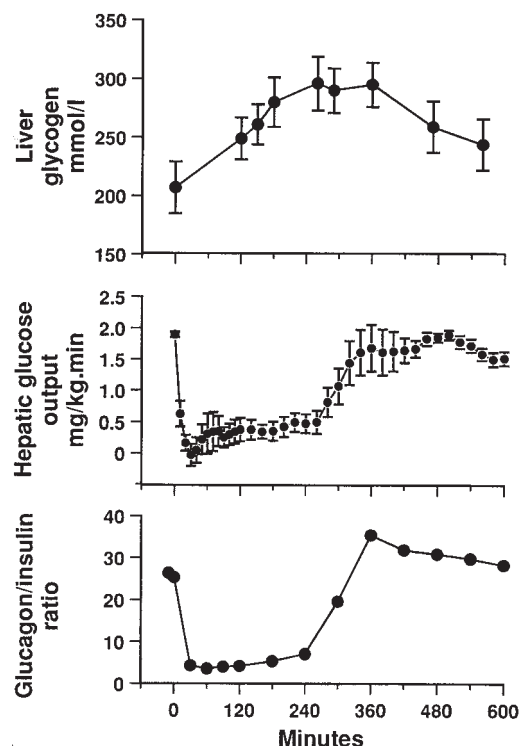 Liver
glycogen
mmol/l
350
300
250
200
150
Hepatic glucose
output
mg/kg.min
2.5
2.0
1.5
1.0
0.5
0
Glucagon/insulin
ratio
40
30
20
10
0
0 120 240 360 480 600
Minutes